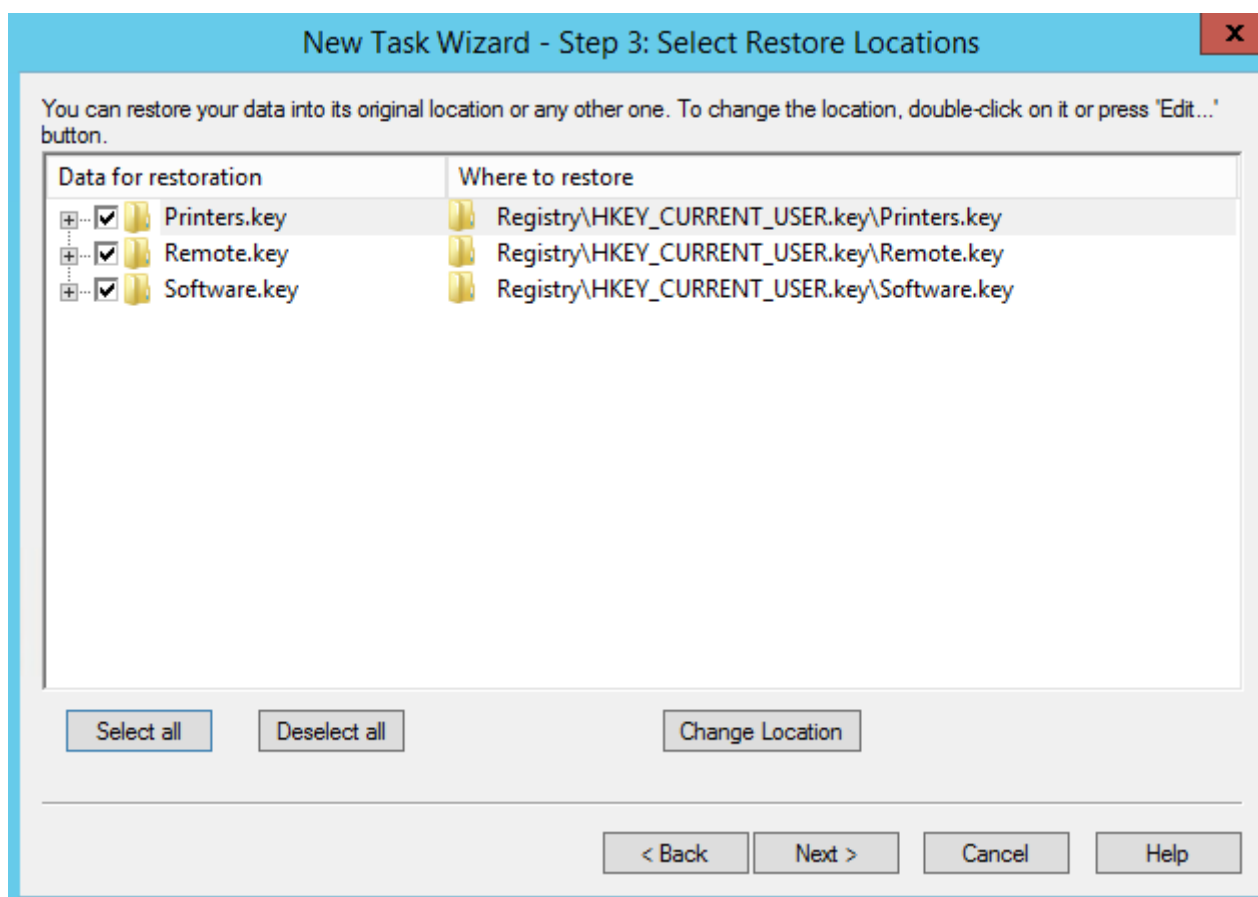 New Task Wizard - Step 3: Select Restore Locations
x
You can restore your data into its original location or any other one. To change the location, double-click on it or press 'Edit...'
button.
Data for restoration Where to restore
Printers.key Registry\HKEY_CURRENT_USER.key\Printers.key
Remote.key Registry\HKEY_CURRENT_USER.key\Remote.key
Software.key Registry\HKEY_CURRENT_USER.key\Software.key
Select all Deselect all Change Location
< Back Next > Cancel Help